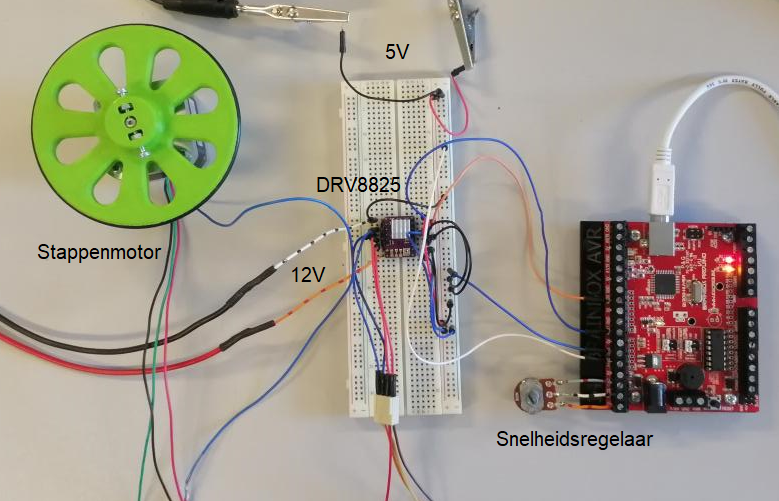 5V
DRV8825
Stappenmotor
12V
BRAINBOX AVR
Snelheidsregelaar